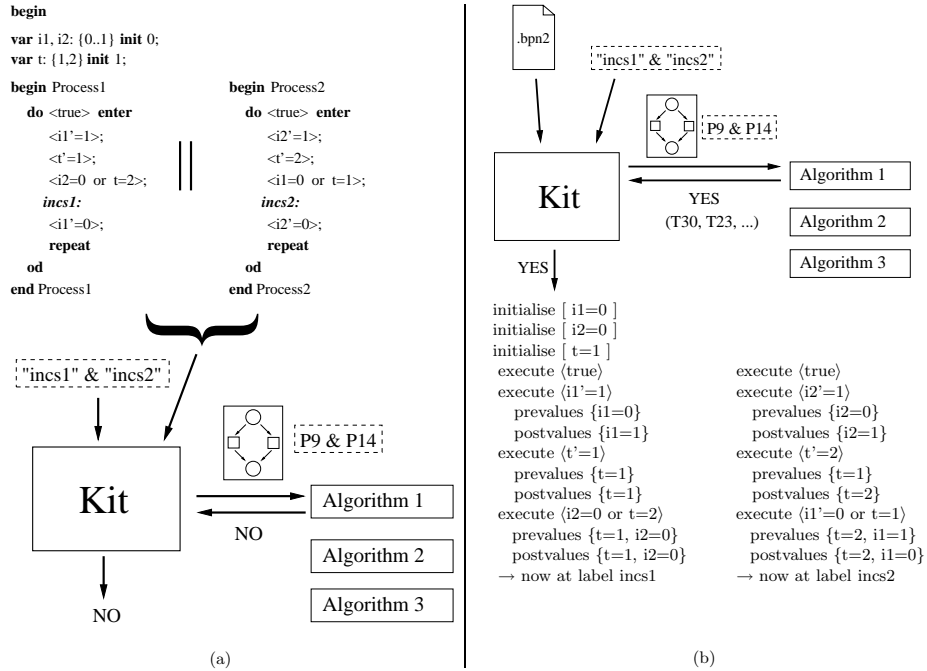 begin
var i1, i2: {0..1} init 0;
var t: {1,2} init 1;
begin Process1
do <true> enter
<i1'=1>;
<t'=1>;
<i2=0 or t=2>;
incs1:
<i1'=0>;
repeat
od
end Process1
||
begin Process2
do <true> enter
<i2'=1>;
<t'=2>;
<i1=0 or t=1>;
incs2:
<i2'=0>;
repeat
od
end Process2
"incs1" & "incs2"
P9 & P14
Kit
Algorithm 1
NO
Algorithm 2
Algorithm 3
NO
(a)
.bpn2
"incs1" & "incs2"
P9 & P14
Kit
Algorithm 1
YES
(T30, T23, ...)
Algorithm 2
Algorithm 3
YES
initialise [ i1=0 ]
initialise [ i2=0 ]
initialise [ t=1 ]
execute ⟨true⟩
execute ⟨i1'=1⟩
prevalues {i1=0}
postvalues {i1=1}
execute ⟨t'=1⟩
prevalues {t=1}
postvalues {t=1}
execute ⟨i2=0 or t=2⟩
prevalues {t=1, i2=0}
postvalues {t=1, i2=0}
→ now at label incs1
execute ⟨true⟩
execute ⟨i2'=1⟩
prevalues {i2=0}
postvalues {i2=1}
execute ⟨t'=2⟩
prevalues {t=1}
postvalues {t=2}
execute ⟨i1'=0 or t=1⟩
prevalues {t=2, i1=1}
postvalues {t=2, i1=0}
→ now at label incs2
(b)